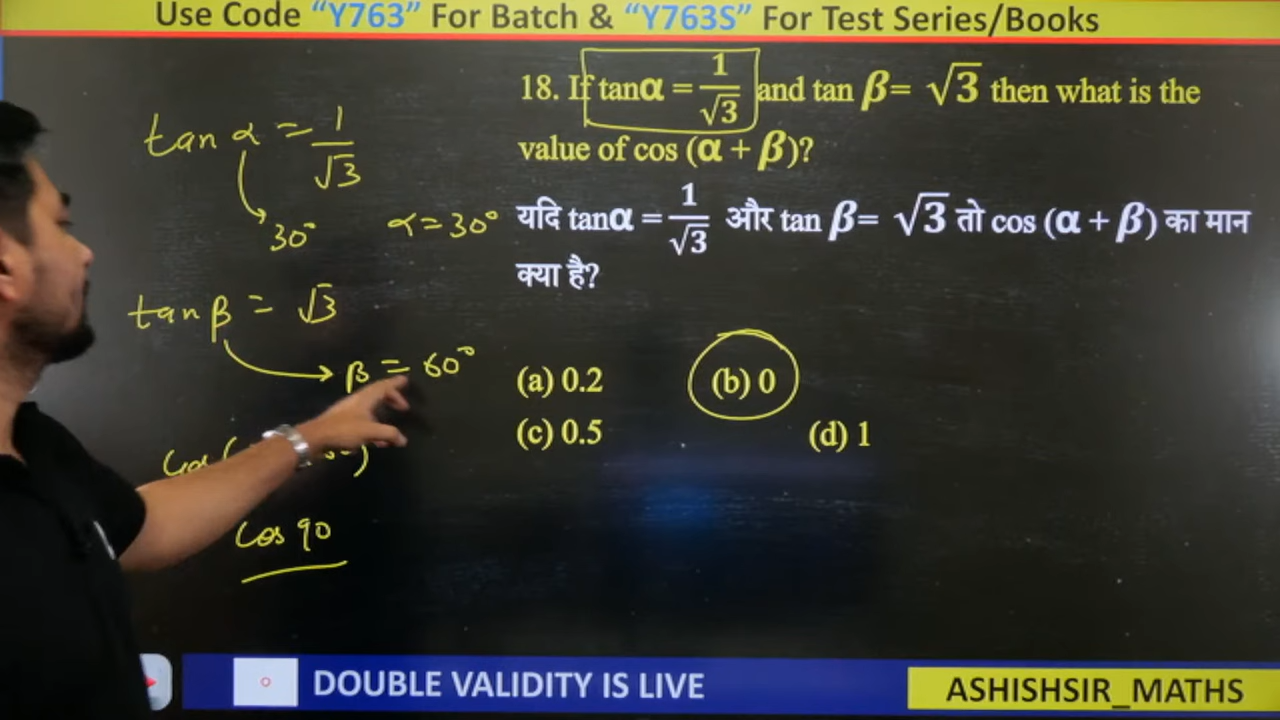 Use Code “Y763” For Batch & “Y763S” For Test Series/Books
18. If tanα = 1/√3 and tan β= √3 then what is the
value of cos (α + β)?
यदि tanα = 1/√3 और tan β= √3 तो cos (α + β) का मान
क्या है?
(a) 0.2
(b) 0
(c) 0.5
(d) 1
tan α = 1/√3
30°
α = 30°
tan β = √3
β = 60°
Cos (
)
Cos 90
DOUBLE VALIDITY IS LIVE
ASHISHSIR_MATHS